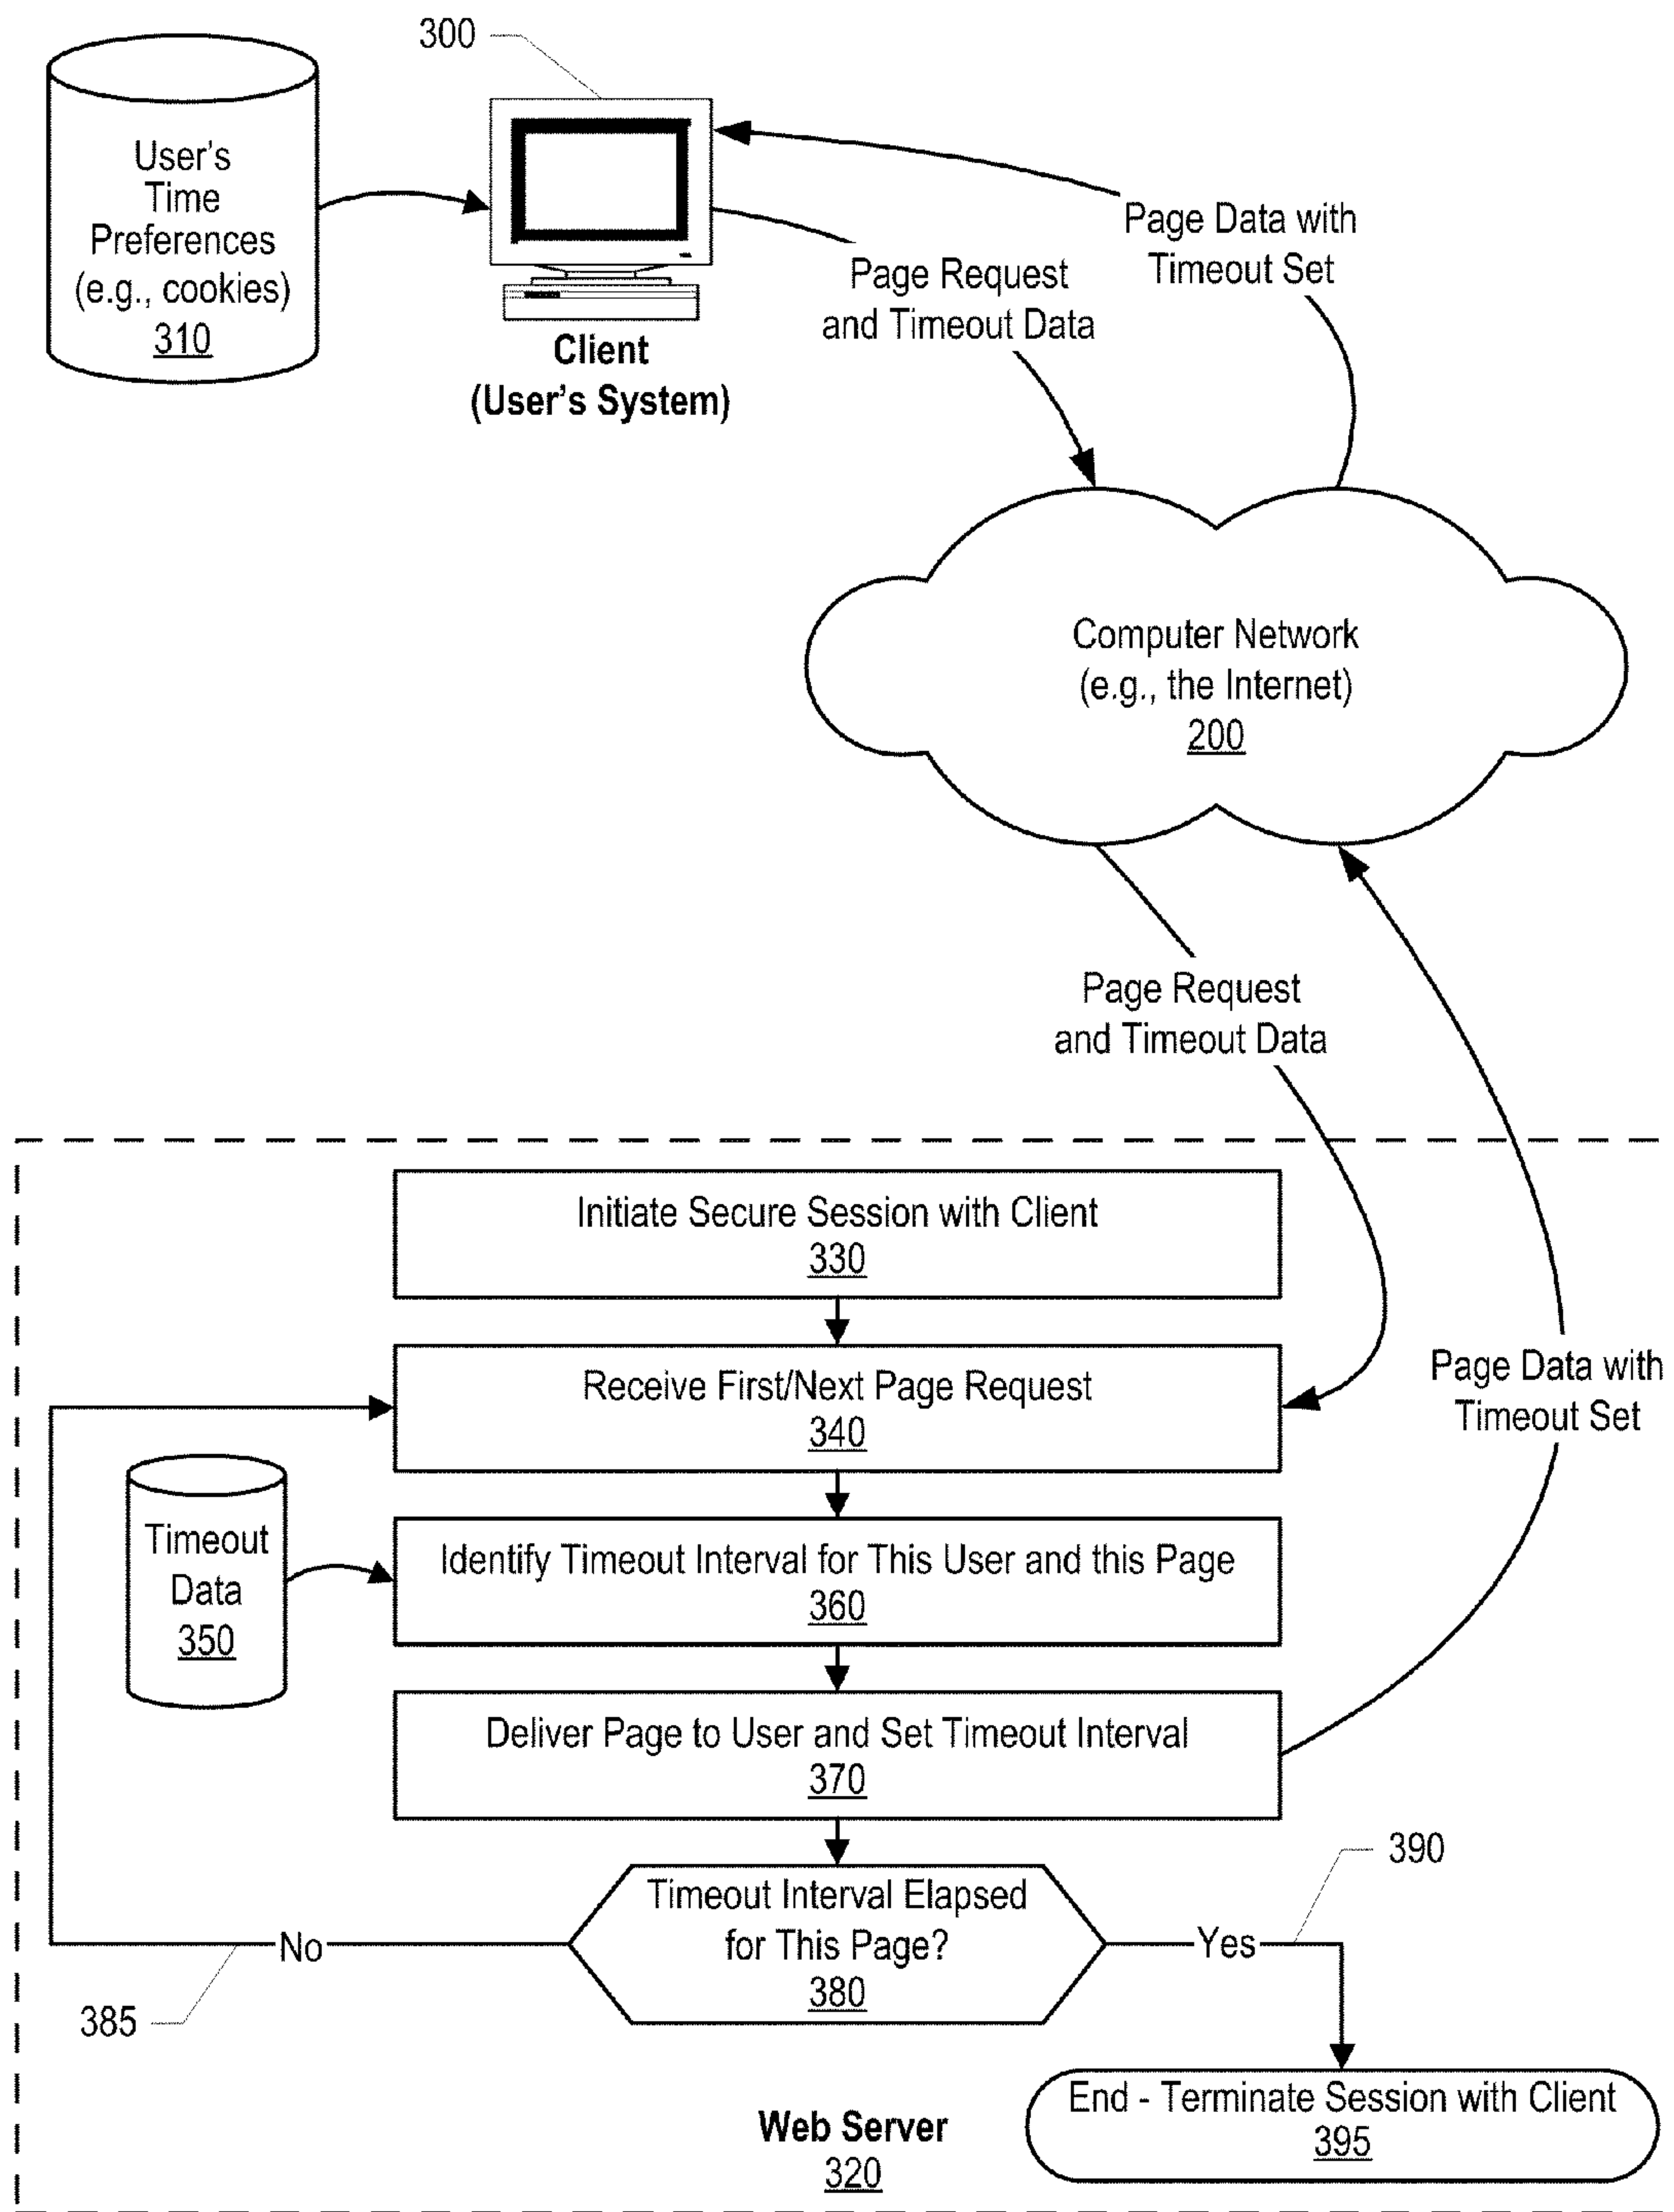 300
User's
Time
Preferences
(e.g., cookies)
310
Client
(User's System)
Page Request
and Timeout Data
Page Data with
Timeout Set
Computer Network
(e.g., the Internet)
200
Page Request
and Timeout Data
Page Data with
Timeout Set
Initiate Secure Session with Client
330
Receive First/Next Page Request
340
Timeout
Data
350
Identify Timeout Interval for This User and this Page
360
Deliver Page to User and Set Timeout Interval
370
Timeout Interval Elapsed
for This Page?
380
No
385
Yes
390
End - Terminate Session with Client
395
Web Server
320